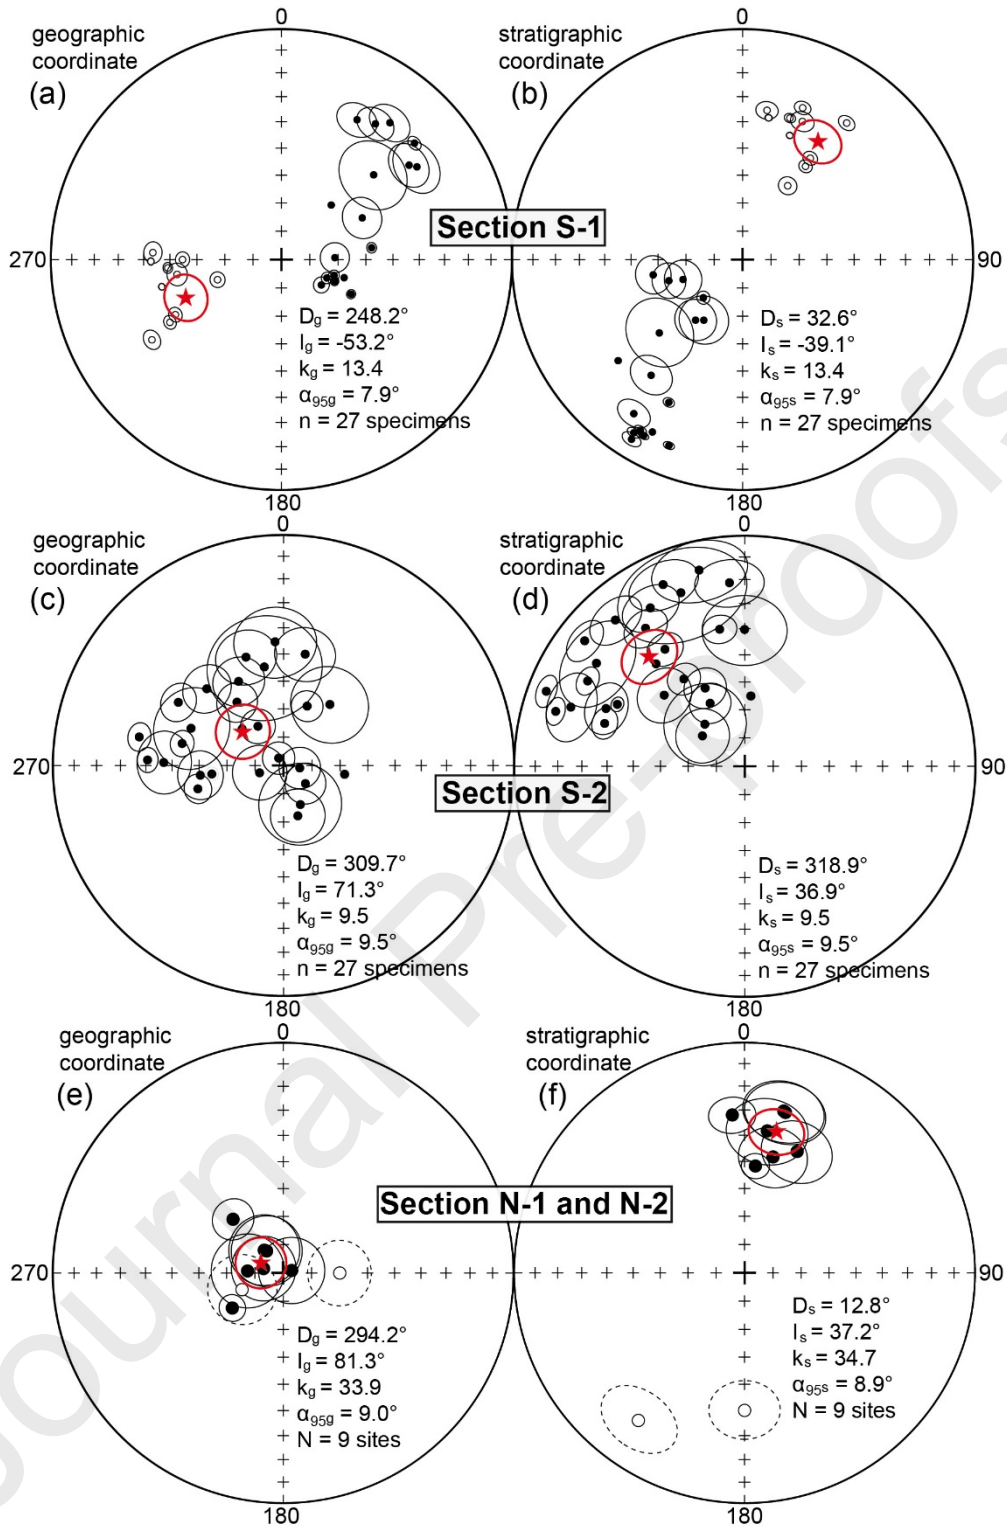 0 0
geographic
coordinate
(a)
stratigraphic
coordinate
(b)
Section S-1
270 90
Dg = 248.2°
Ig = -53.2°
kg = 13.4
α95g = 7.9°
n = 27 specimens
Ds = 32.6°
Is = -39.1°
ks = 13.4
α95s = 7.9°
n = 27 specimens
180 180
0 0
geographic
coordinate
(c)
stratigraphic
coordinate
(d)
270 90
Section S-2
Dg = 309.7°
Ig = 71.3°
kg = 9.5
α95g = 9.5°
n = 27 specimens
Ds = 318.9°
Is = 36.9°
ks = 9.5
α95s = 9.5°
n = 27 specimens
180 180
0 0
geographic
coordinate
(e)
stratigraphic
coordinate
(f)
Section N-1 and N-2
270 90
Dg = 294.2°
Ig = 81.3°
kg = 33.9
α95g = 9.0°
N = 9 sites
Ds = 12.8°
Is = 37.2°
ks = 34.7
α95s = 8.9°
N = 9 sites
180 180
Journal Pre-proofs